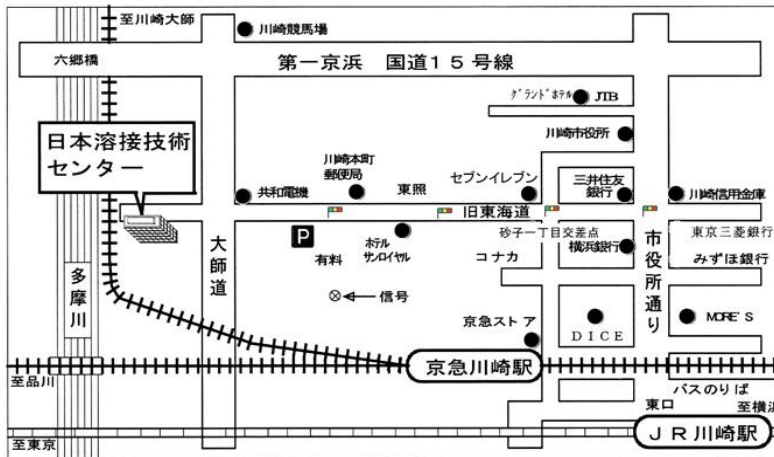 至川崎大師
川崎競馬場
六郷橋
第一京浜 国道15号線
グランドホテル JTB
日本溶接技術
センター
川崎市役所
川崎本町
郵便局
セブンイレブン
三井住友
銀行
共和電機
東照
川崎信用金庫
旧東海道
P
有料
ホテル
サンロイヤル
砂子一丁目交差点
横浜銀行
東京三菱銀行
コナカ
みずほ銀行
大師道
市役所通り
多摩川
信号
京急ストア
DICE
MORE'S
京急川崎駅
至品川
バスのりば
東口
至横浜
至東京
JR川崎駅